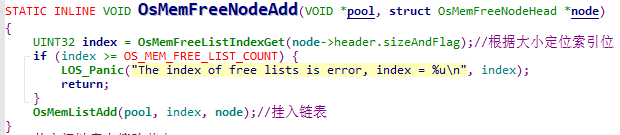 STATIC INLINE VOID OsMemFreeNodeAdd(VOID *pool, struct OsMemFreeNodeHead *node)
{
UINT32 index = OsMemFreeListIndexGet(node->header.sizeAndFlag);//根据大小定位索引位
if (index >= OS_MEM_FREE_LIST_COUNT) {
LOS_Panic("The index of free lists is error, index = %u\n", index);
return;
}
OsMemListAdd(pool, index, node);//挂入链表
}